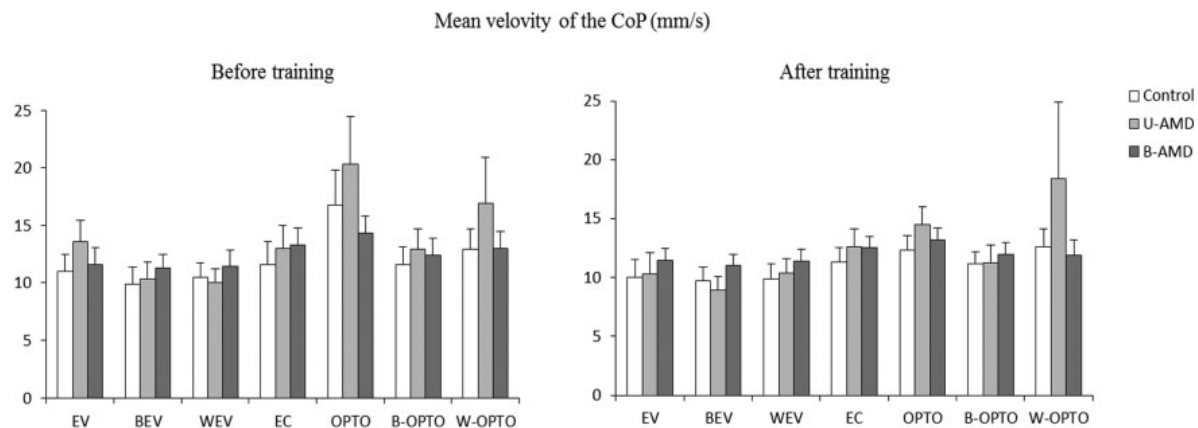 Mean velovity of the CoP (mm/s)
Before training
25
20
15
10
5
0
EV BEV WEV EC OPTO B-OPTO W-OPTO
After training
25
20
15
10
5
0
EV BEV WEV EC OPTO B-OPTO W-OPTO
Control
U-AMD
B-AMD